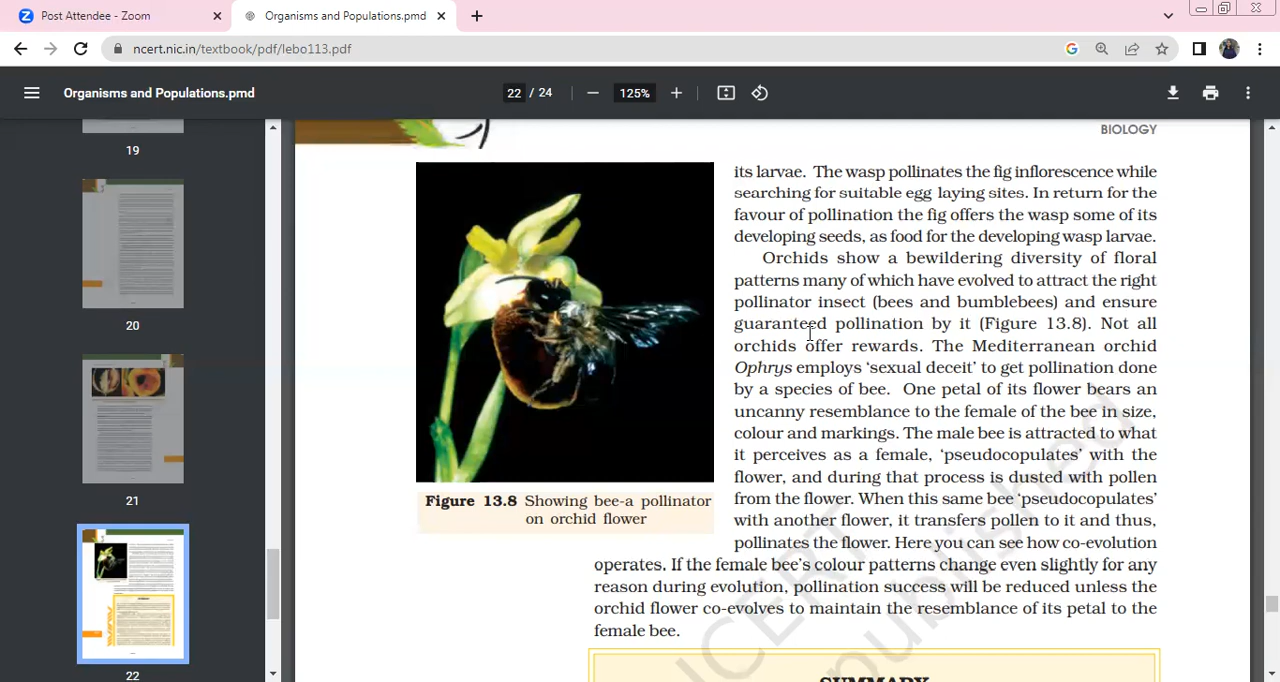 Post Attendee - Zoom
Organisms and Populations.pmd
ncert.nic.in/textbook/pdf/lebo113.pdf
Organisms and Populations.pmd
22 / 24
125%
19
20
21
22
BIOLOGY
its larvae. The wasp pollinates the fig inflorescence while
searching for suitable egg laying sites. In return for the
favour of pollination the fig offers the wasp some of its
developing seeds, as food for the developing wasp larvae.
Orchids show a bewildering diversity of floral
patterns many of which have evolved to attract the right
pollinator insect (bees and bumblebees) and ensure
guaranteed pollination by it (Figure 13.8). Not all
orchids offer rewards. The Mediterranean orchid
Ophrys employs ‘sexual deceit’ to get pollination done
by a species of bee. One petal of its flower bears an
uncanny resemblance to the female of the bee in size,
colour and markings. The male bee is attracted to what
it perceives as a female, ‘pseudocopulates’ with the
flower, and during that process is dusted with pollen
from the flower. When this same bee ‘pseudocopulates’
with another flower, it transfers pollen to it and thus,
pollinates the flower. Here you can see how co-evolution
operates. If the female bee’s colour patterns change even slightly for any
reason during evolution, pollination success will be reduced unless the
orchid flower co-evolves to maintain the resemblance of its petal to the
female bee.
Figure 13.8 Showing bee-a pollinator
on orchid flower
SUMMARY
NCERT
published